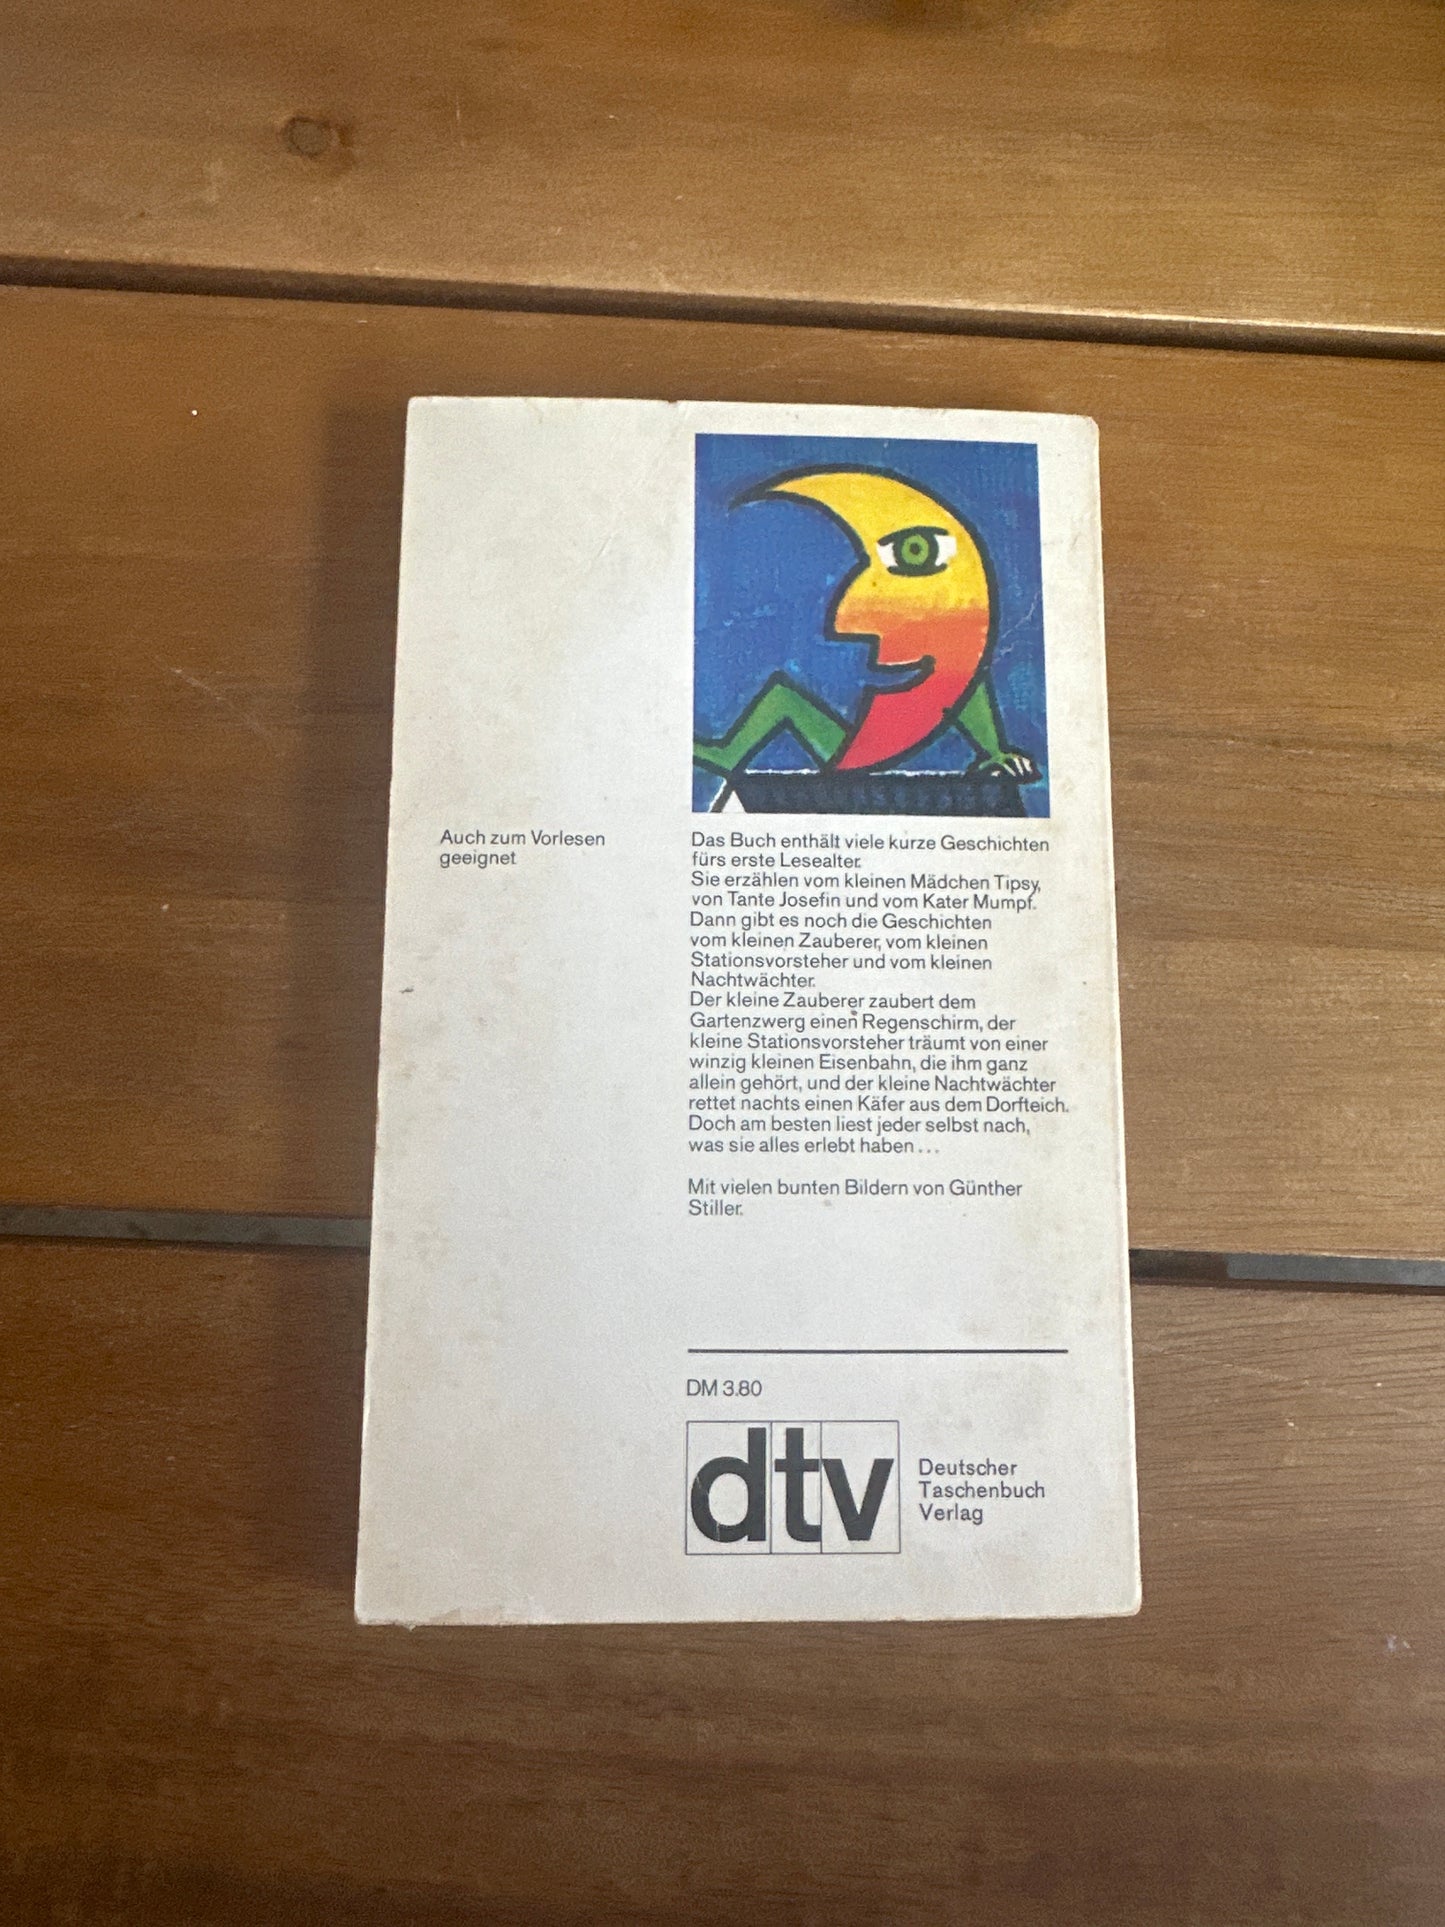 Auch zum Vorlesen
geeignet
Das Buch enthält viele kurze Geschichten
fürs erste Lesealter.
Sie erzählen vom kleinen Mädchen Tipsy,
von Tante Josefin und vom Kater Mumpf.
Dann gibt es noch die Geschichten
vom kleinen Zauberer, vom kleinen
Stationsvorsteher und vom kleinen
Nachtwächter.
Der kleine Zauberer zaubert dem
Gartenzwerg einen Regenschirm, der
kleine Stationsvorsteher träumt von einer
winzig kleinen Eisenbahn, die ihm ganz
allein gehört, und der kleine Nachtwächter
rettet nachts einen Käfer aus dem Dorfteich.
Doch am besten liest jeder selbst nach,
was sie alles erlebt haben...
Mit vielen bunten Bildern von Günther
Stiller.
DM 3.80
dtv
Deutscher
Taschenbuch
Verlag